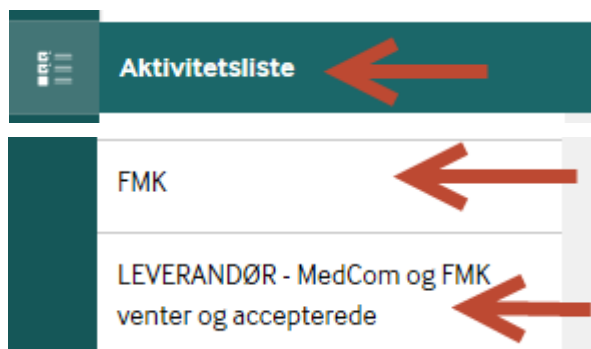 Aktivitetsliste
FMK
LEVERANDØR - MedCom og FMK
venter og accepterede